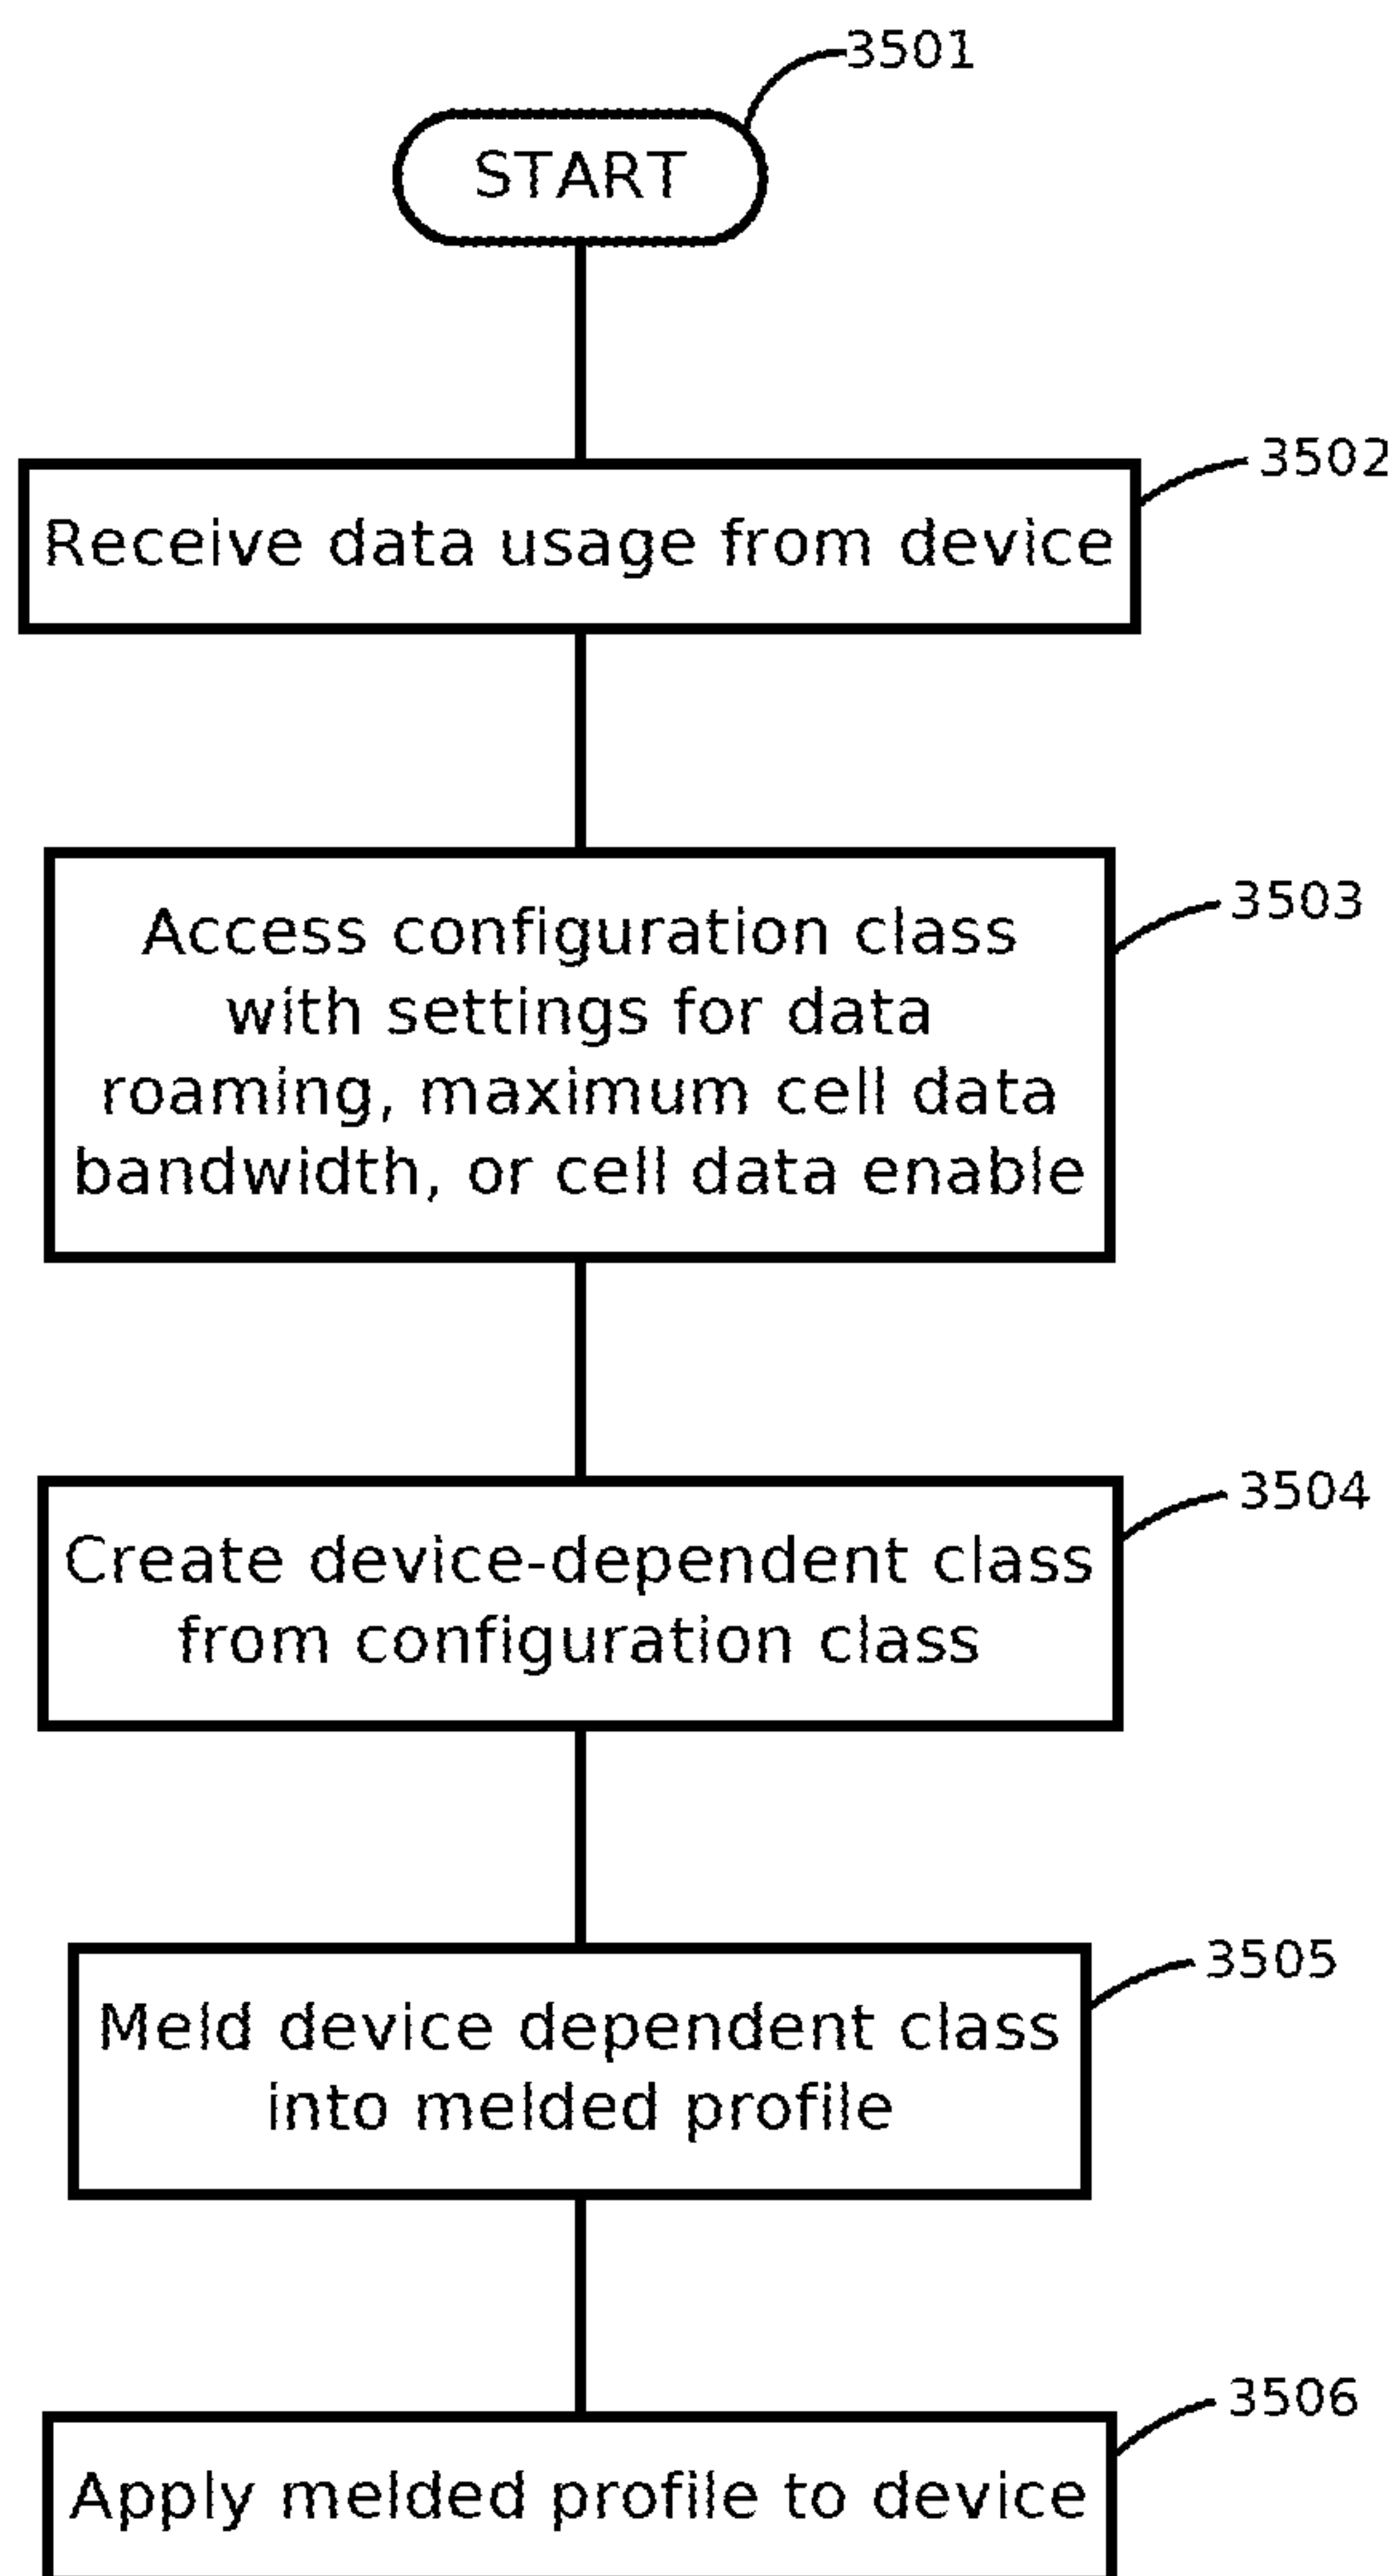 3501
START
3502
Receive data usage from device
3503
Access configuration class
with settings for data
roaming, maximum cell data
bandwidth, or cell data enable
3504
Create device-dependent class
from configuration class
3505
Meld device dependent class
into melded profile
3506
Apply melded profile to device